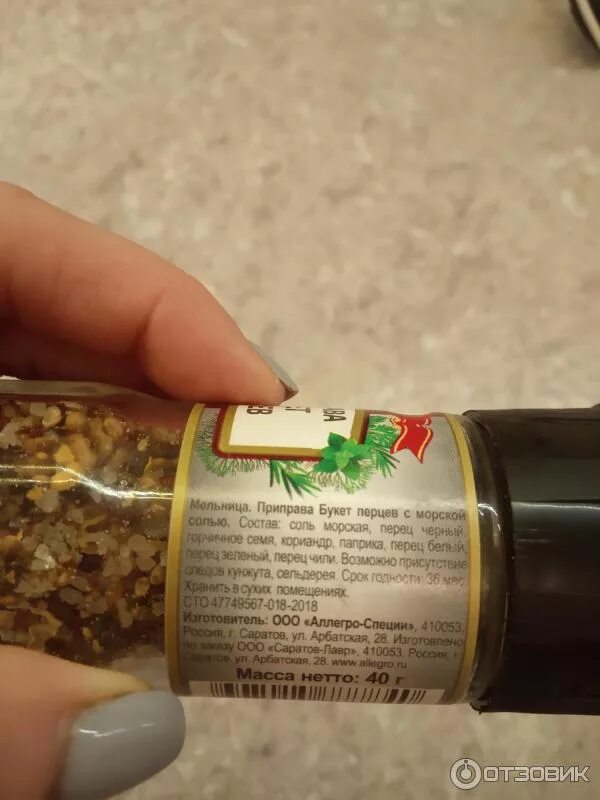 ВА
Т
ЕВ
Мельница. Приправа Букет перцев с морской
солью. Состав: соль морская, перец черный,
горчичное семя, кориандр, паприка, перец белый,
перец зеленый, перец чили. Возможно присутствие
следов кунжута, сельдерея. Срок годности: 36 мес.
Хранить в сухих помещениях.
СТО 47749567-018-2018
Изготовитель: ООО «Аллегро-Специи», 410053,
Россия, г. Саратов, ул. Арбатская, 28. Изготовлено
по заказу ООО «Саратов-Лавр», 410053, Россия, г.
Саратов, ул. Арбатская, 28. www.allegro.ru
Масса нетто: 40 г
ОТЗОВИК